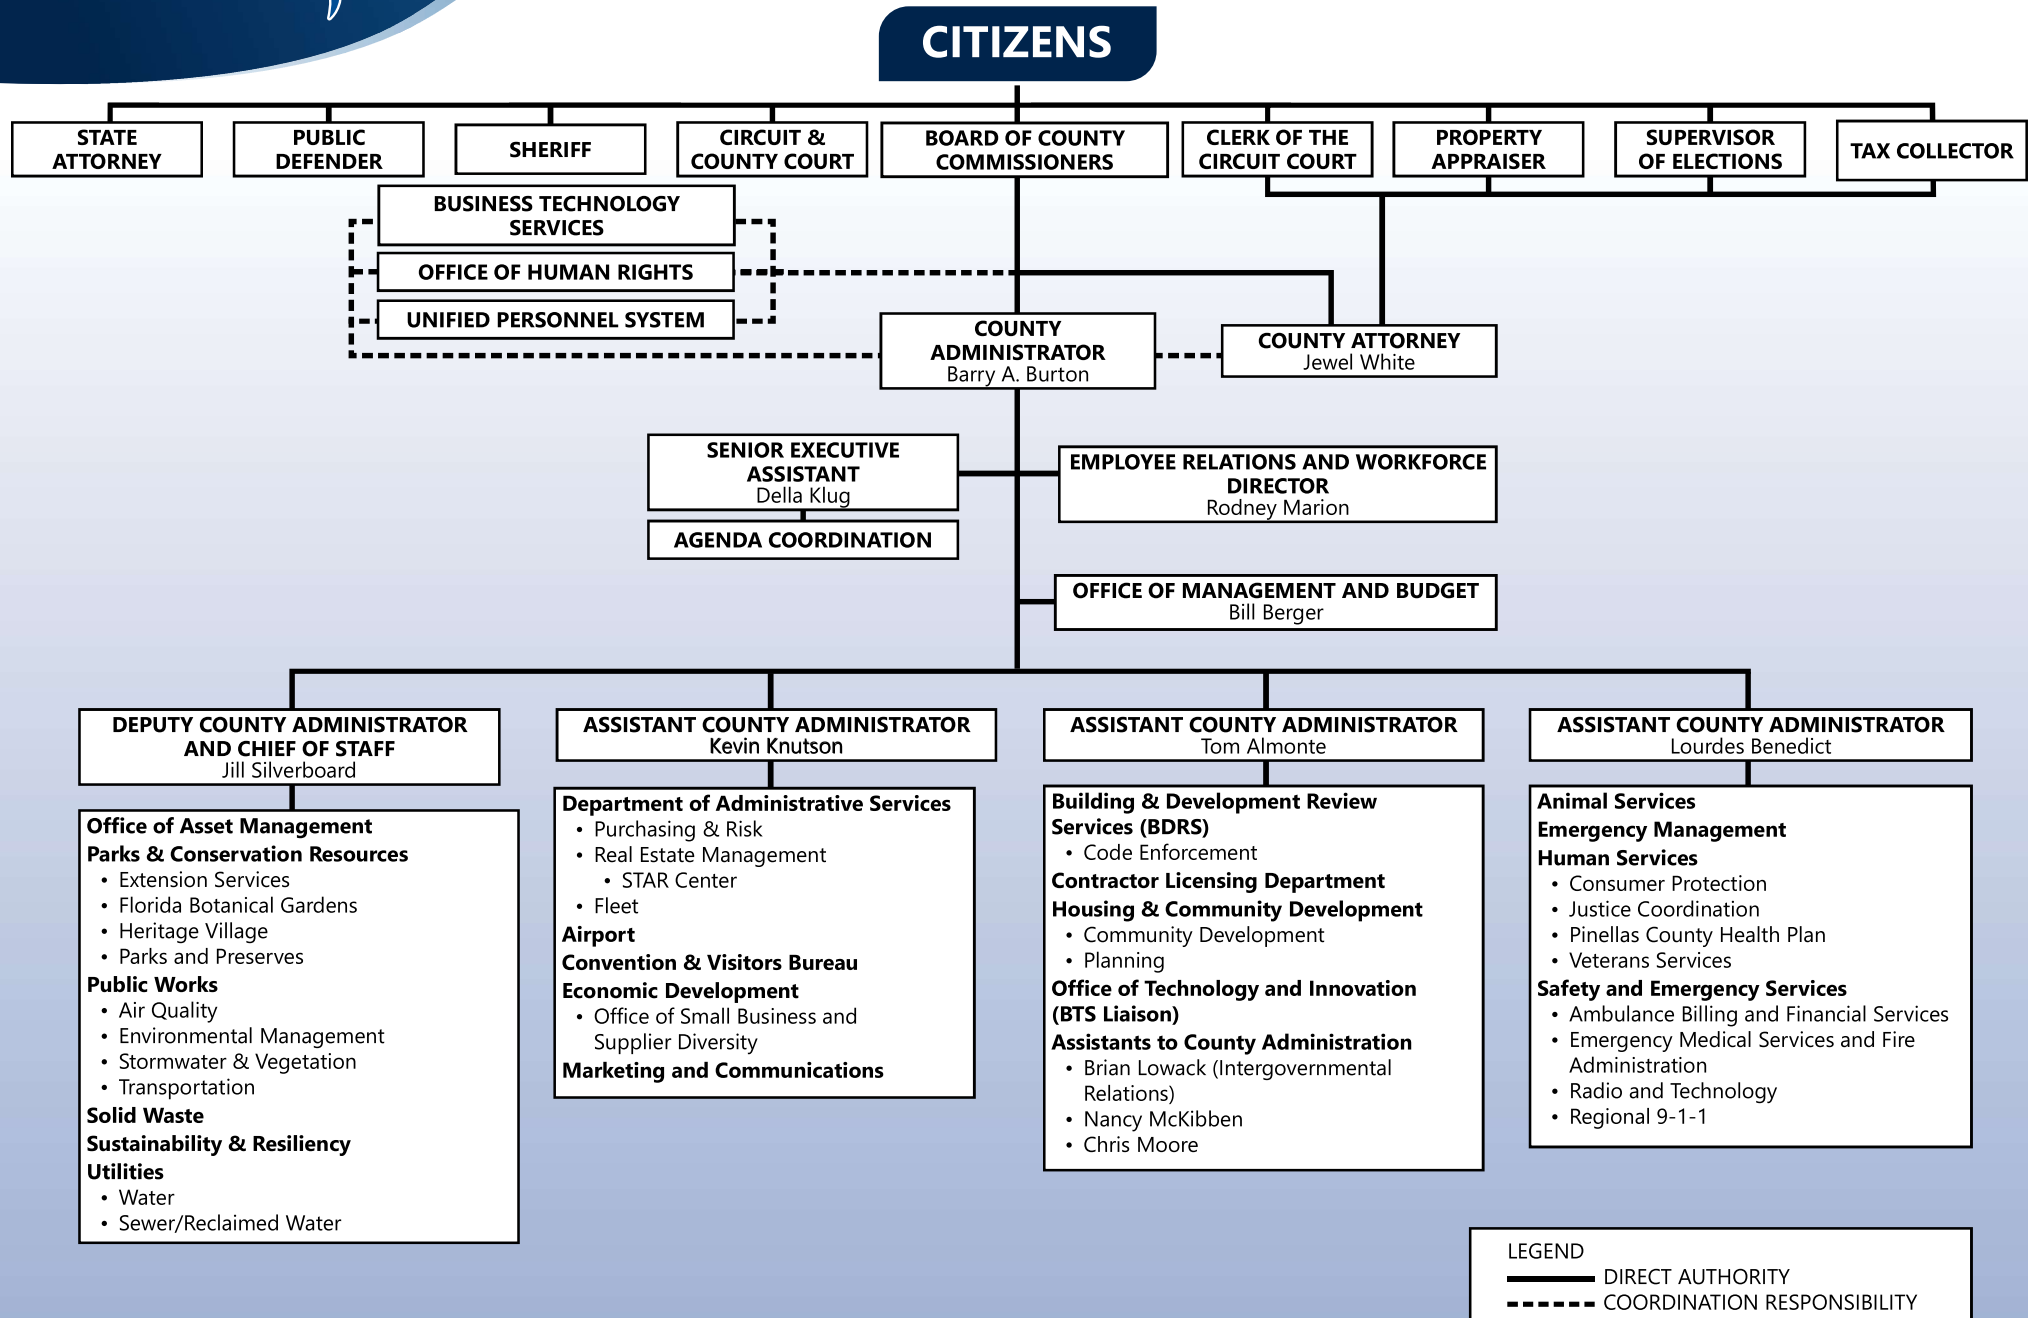 CITIZENS
STATE
ATTORNEY
PUBLIC
DEFENDER
SHERIFF
CIRCUIT &
COUNTY COURT
BOARD OF COUNTY
COMMISSIONERS
CLERK OF THE
CIRCUIT COURT
PROPERTY
APPRAISER
SUPERVISOR
OF ELECTIONS
TAX COLLECTOR
BUSINESS TECHNOLOGY
SERVICES
OFFICE OF HUMAN RIGHTS
UNIFIED PERSONNEL SYSTEM
COUNTY
ADMINISTRATOR
Barry A. Burton
COUNTY ATTORNEY
Jewel White
SENIOR EXECUTIVE
ASSISTANT
Della Klug
AGENDA COORDINATION
EMPLOYEE RELATIONS AND WORKFORCE
DIRECTOR
Rodney Marion
OFFICE OF MANAGEMENT AND BUDGET
Bill Berger
DEPUTY COUNTY ADMINISTRATOR
AND CHIEF OF STAFF
Jill Silverboard
Office of Asset Management
Parks & Conservation Resources
• Extension Services
• Florida Botanical Gardens
• Heritage Village
• Parks and Preserves
Public Works
• Air Quality
• Environmental Management
• Stormwater & Vegetation
• Transportation
Solid Waste
Sustainability & Resiliency
Utilities
• Water
• Sewer/Reclaimed Water
ASSISTANT COUNTY ADMINISTRATOR
Kevin Knutson
Department of Administrative Services
• Purchasing & Risk
• Real Estate Management
• STAR Center
• Fleet
Airport
Convention & Visitors Bureau
Economic Development
• Office of Small Business and
Supplier Diversity
Marketing and Communications
ASSISTANT COUNTY ADMINISTRATOR
Tom Almonte
Building & Development Review
Services (BDRS)
• Code Enforcement
Contractor Licensing Department
Housing & Community Development
• Community Development
• Planning
Office of Technology and Innovation
(BTS Liaison)
Assistants to County Administration
• Brian Lowack (Intergovernmental
Relations)
• Nancy McKibben
• Chris Moore
ASSISTANT COUNTY ADMINISTRATOR
Lourdes Benedict
Animal Services
Emergency Management
Human Services
• Consumer Protection
• Justice Coordination
• Pinellas County Health Plan
• Veterans Services
Safety and Emergency Services
• Ambulance Billing and Financial Services
• Emergency Medical Services and Fire
Administration
• Radio and Technology
• Regional 9-1-1
LEGEND
DIRECT AUTHORITY
COORDINATION RESPONSIBILITY